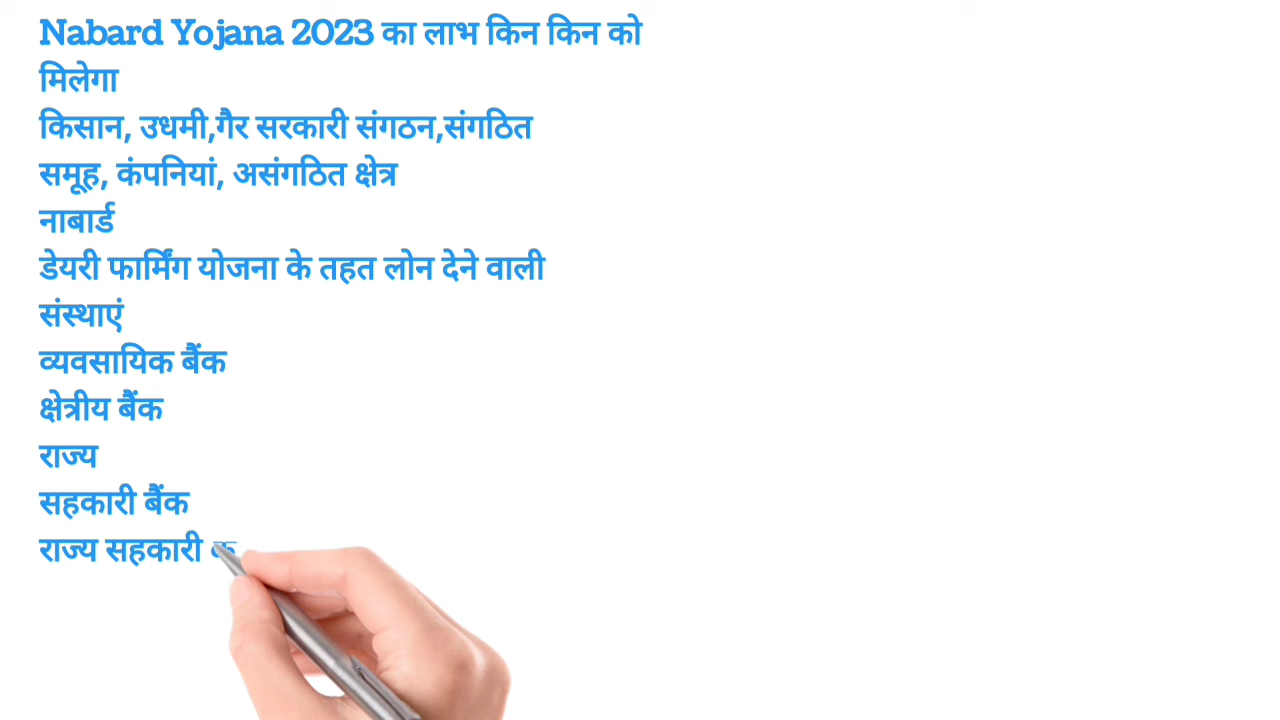 Nabard Yojana 2023 का लाभ किन किन को
मिलेगा
किसान, उधमी,गैर सरकारी संगठन,संगठित
समूह, कंपनियां, असंगठित क्षेत्र
नाबार्ड
डेयरी फार्मिंग योजना के तहत लोन देने वाली
संस्थाएं
व्यवसायिक बैंक
क्षेत्रीय बैंक
राज्य
सहकारी बैंक
राज्य सहकारी